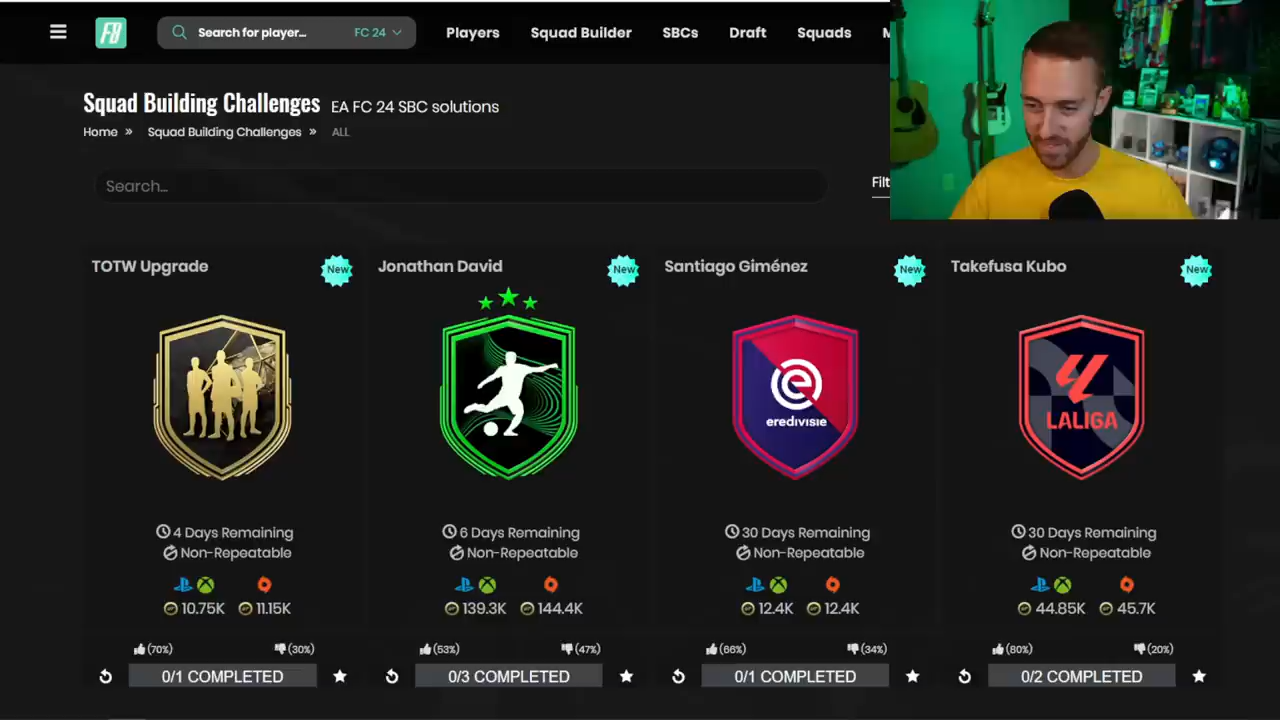 FB
Search for player...
FC 24
Players
Squad Builder
SBCs
Draft
Squads
M
Squad Building Challenges
EA FC 24 SBC solutions
Home » Squad Building Challenges » ALL
Search...
Filt
TOTW Upgrade
New
Jonathan David
New
Santiago Giménez
New
Takefusa Kubo
New
eredivisie
LALIGA
4 Days Remaining
Non-Repeatable
6 Days Remaining
Non-Repeatable
30 Days Remaining
Non-Repeatable
30 Days Remaining
Non-Repeatable
10.75K 11.15K
139.3K 144.4K
12.4K 12.4K
44.85K 45.7K
(70%) (30%)
(53%) (47%)
(66%) (34%)
(80%) (20%)
0/1 COMPLETED
0/3 COMPLETED
0/1 COMPLETED
0/2 COMPLETED